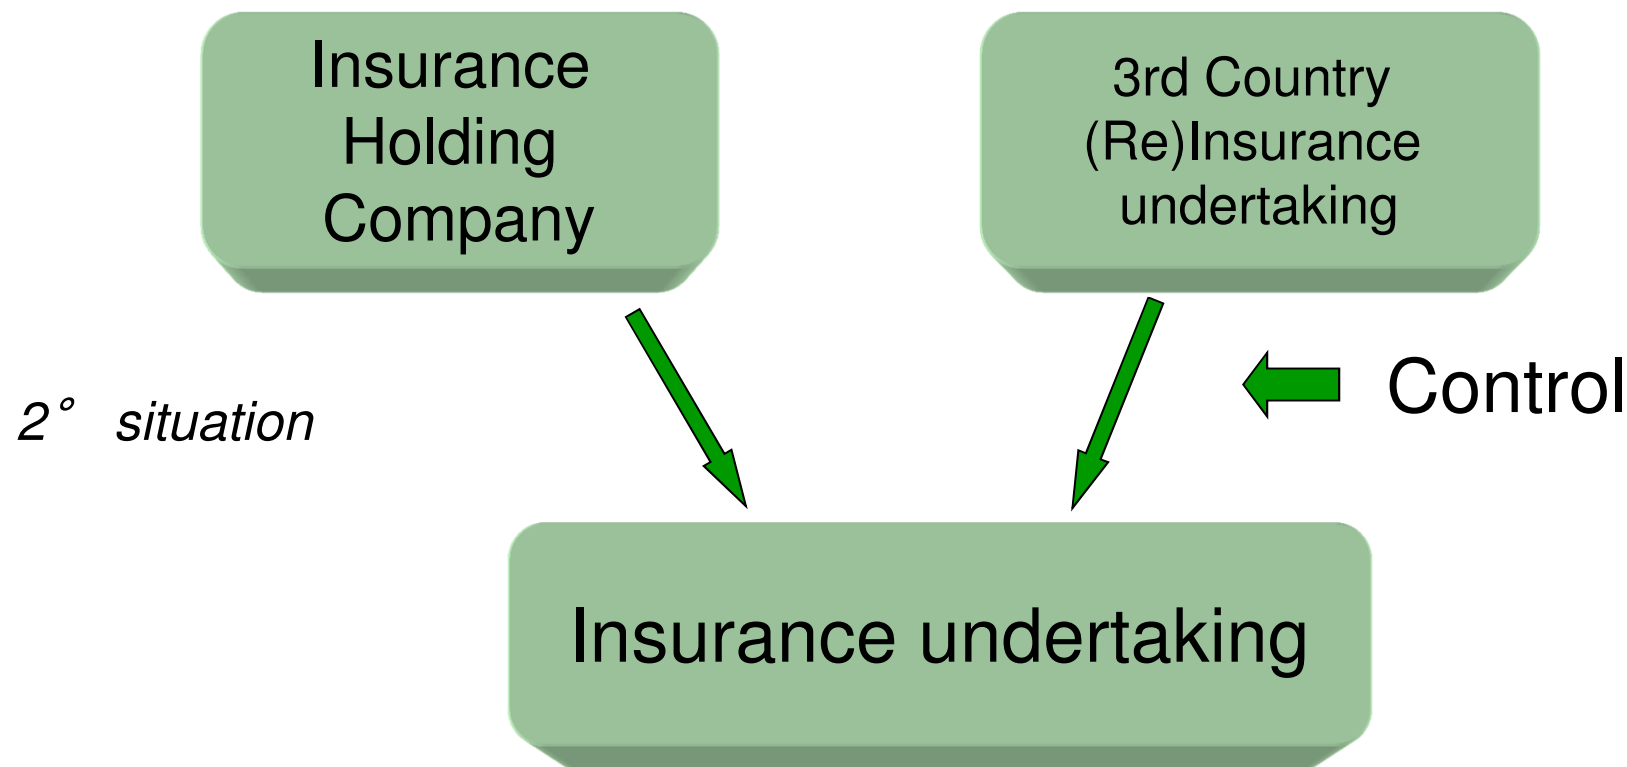 Insurance
Holding
Company
3rd Country
(Re)Insurance
undertaking
Control
2° situation
Insurance undertaking